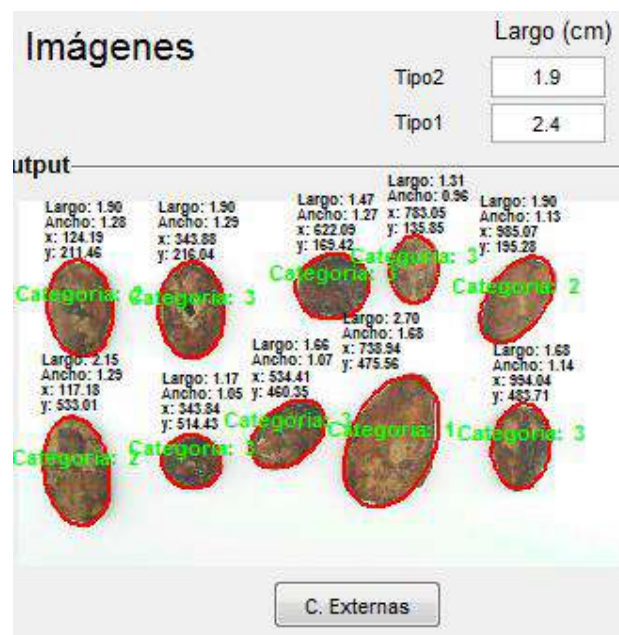 Imágenes
Largo (cm)
Tipo2
1.9
Tipo1
2.4
utput
Largo: 1.90
Ancho: 1.28
x: 124.19
y: 211.46
Categoria: 2
Largo: 1.90
Ancho: 1.29
x: 343.88
y: 216.04
Categoria: 3
Largo: 1.47
Ancho: 1.27
x: 622.09
y: 169.42
Categoria:
Largo: 1.31
Ancho: 0.96
x: 783.05
y: 135.85
Categoria: 3
Largo: 1.90
Ancho: 1.13
x: 985.07
y: 195.28
Categoria: 2
Largo: 2.15
Ancho: 1.29
x: 117.18
y: 533.01
Categoria: 2
Largo: 1.17
Ancho: 1.05
x: 343.84
y: 514.43
Categoria: 3
Largo: 1.66
Ancho: 1.07
x: 534.41
y: 460.35
Categoria: 3
Largo: 2.70
Ancho: 1.68
x: 738.94
y: 475.56
Categoria: 1
Largo: 1.68
Ancho: 1.14
x: 994.04
y: 483.71
Categoria: 3
C. Externas